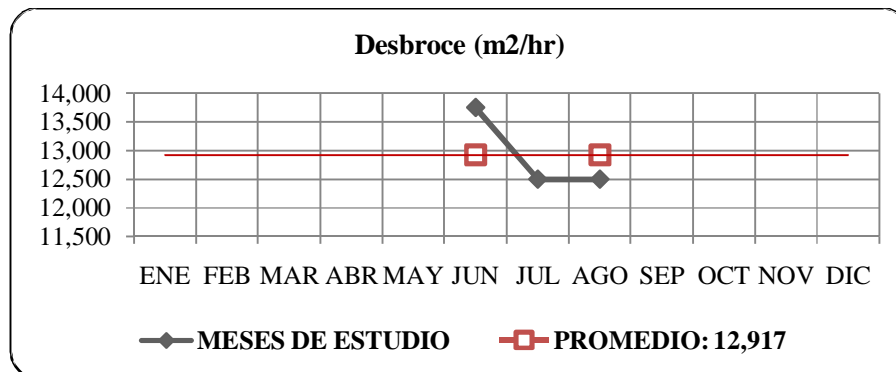 Desbroce (m2/hr)
14,000
13,500
13,000
12,500
12,000
11,500
ENE FEB MAR ABR MAY JUN JUL AGO SEP OCT NOV DIC
MESES DE ESTUDIO PROMEDIO: 12,917